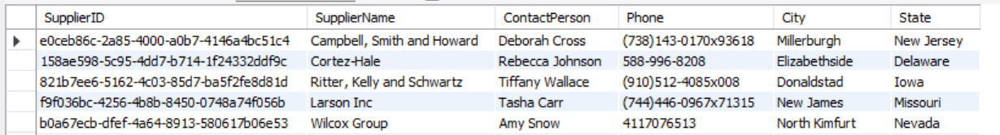 SupplierID SupplierName ContactPerson Phone City State
e0ceb86c-2a85-4000-a0b7-4146a4bc51c4 Campbell, Smith and Howard Deborah Cross (738)143-0170x93618 Millerburgh New Jersey
158ae598-5c95-4dd7-b714-1f24332ddf9c Cortez-Hale Rebecca Johnson 588-996-8208 Elizabethside Delaware
821b7ee6-5162-4c03-85d7-ba5f2fe8d81d Ritter, Kelly and Schwartz Tiffany Wallace (910)512-4085x008 Donaldstad Iowa
f9f036bc-4256-4b8b-8450-0748a74f056b Larson Inc Tasha Carr (744)446-0967x71315 New James Missouri
b0a67ecb-dfef-4a64-8913-580617b06e53 Wilcox Group Amy Snow 4117076513 North Kimfurt Nevada